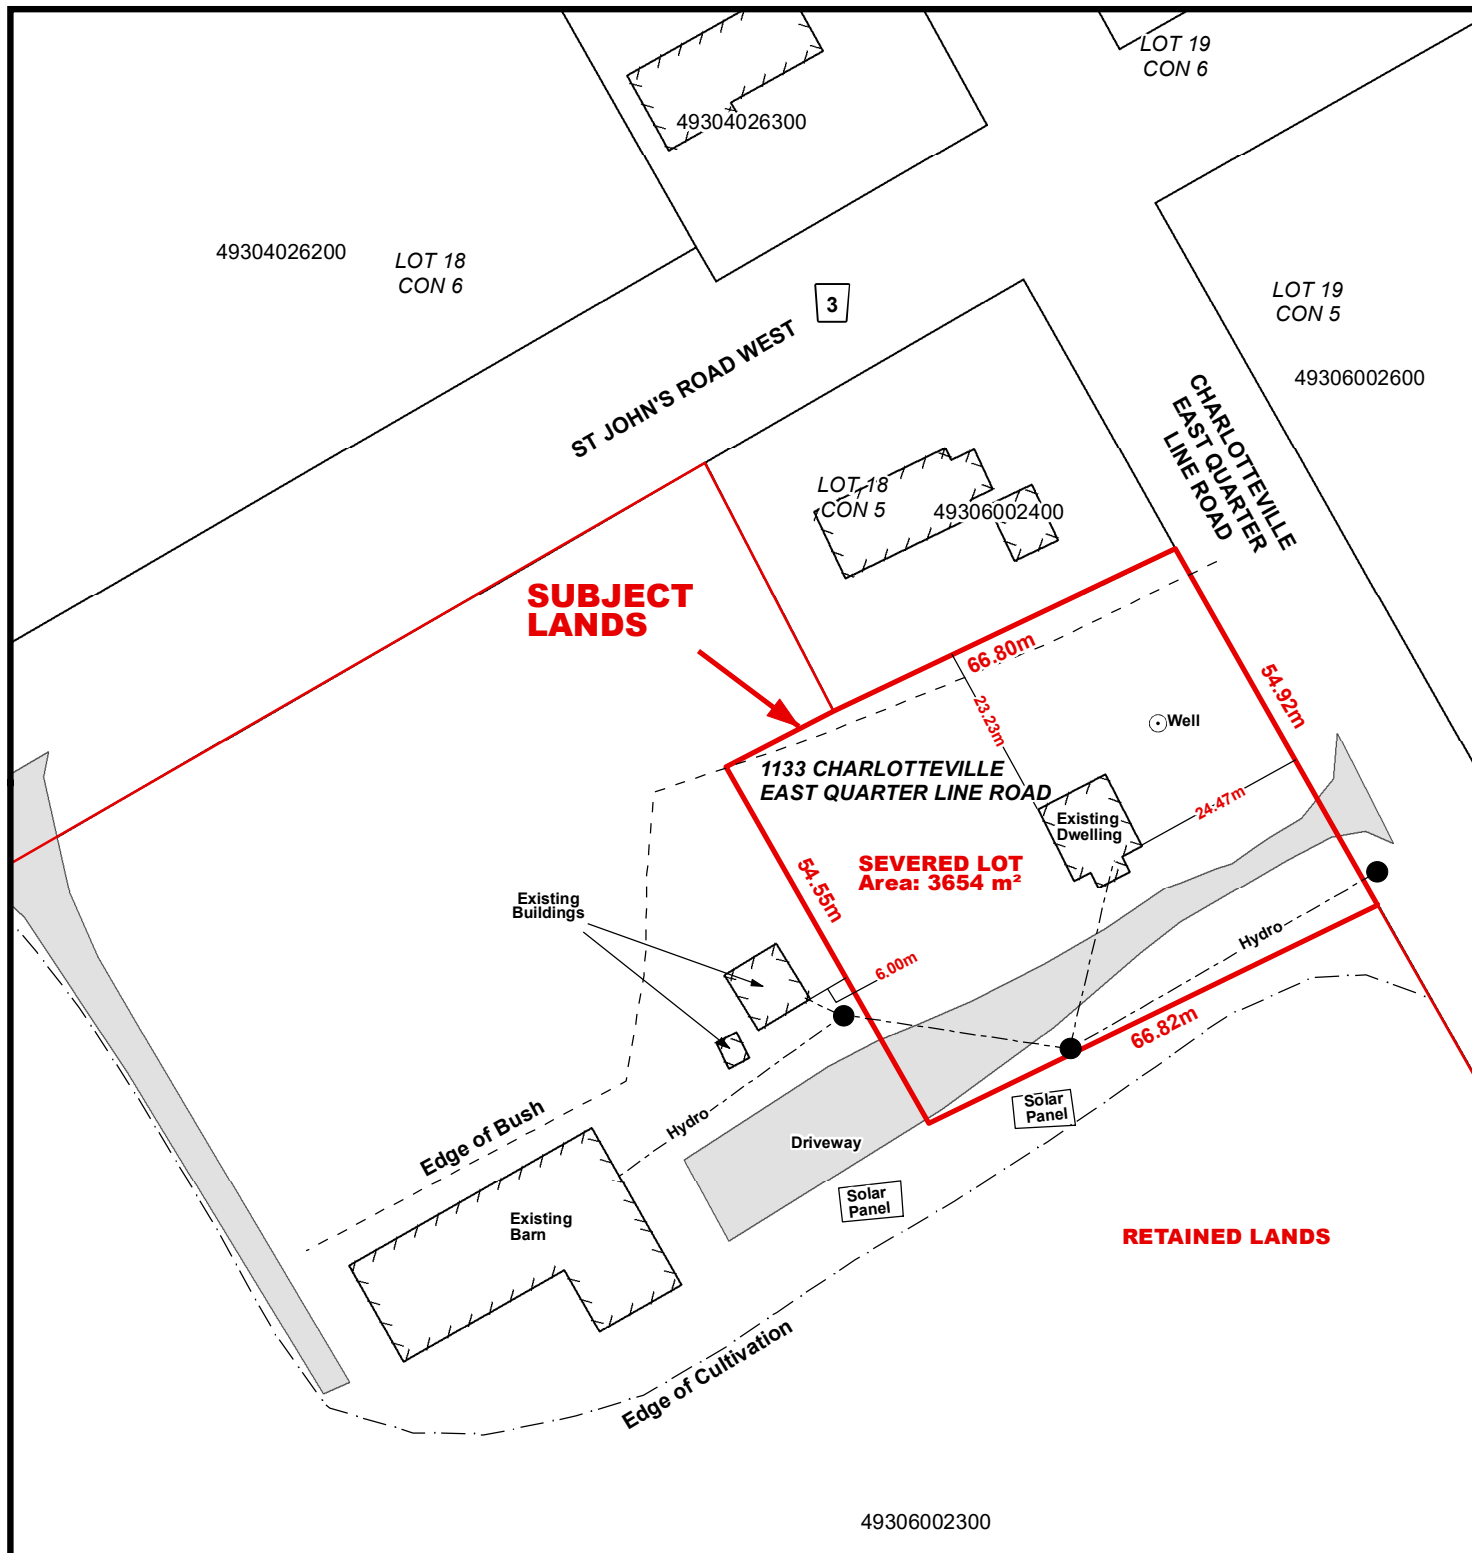 LOT 19
CON 6
49304026300
49304026200
LOT 18
CON 6
LOT 19
CON 5
3
ST JOHN'S ROAD WEST
49306002600
CHARLOTTEVILLE
EAST QUARTER
LINE ROAD
LOT 18
CON 5
49306002400
SUBJECT
LANDS
66.80m
54.92m
23.23m
Well
1133 CHARLOTTEVILLE
EAST QUARTER LINE ROAD
24.47m
Existing
Dwelling
SEVERED LOT
Area: 3654 m²
54.55m
Existing
Buildings
Hydro
6.00m
66.82m
Solar
Panel
Edge of Bush
Hydro
Driveway
Solar
Panel
Existing
Barn
RETAINED LANDS
Edge of Cultivation
49306002300